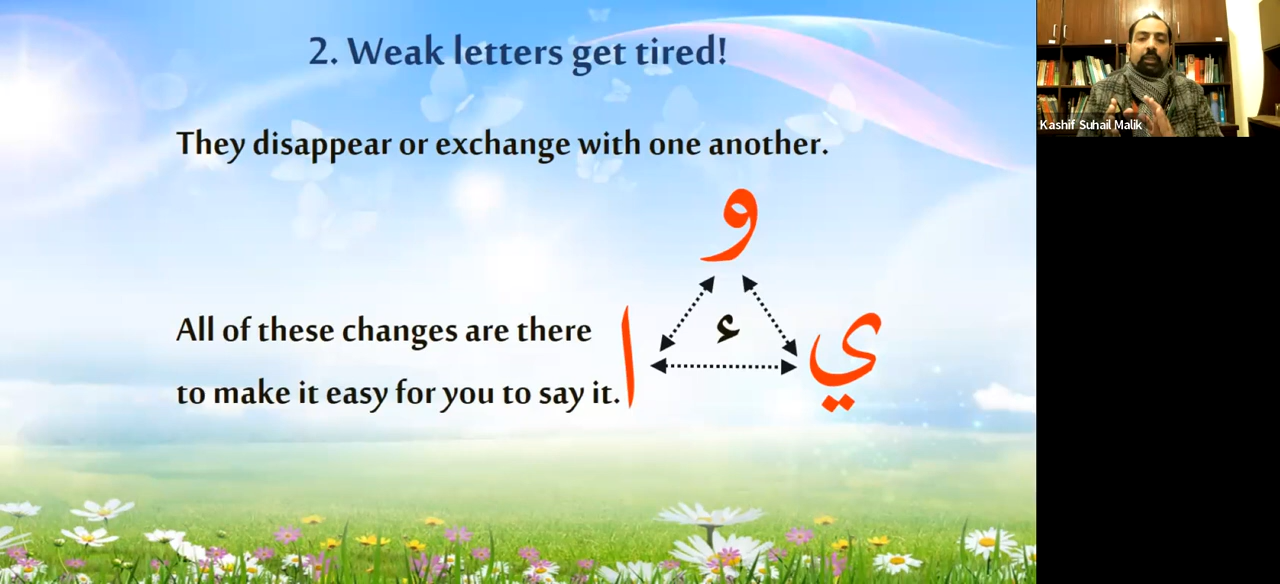 2. Weak letters get tired!
Kashif Suhail Malik
They disappear or exchange with one another.
و
ا ء ي
All of these changes are there
to make it easy for you to say it.